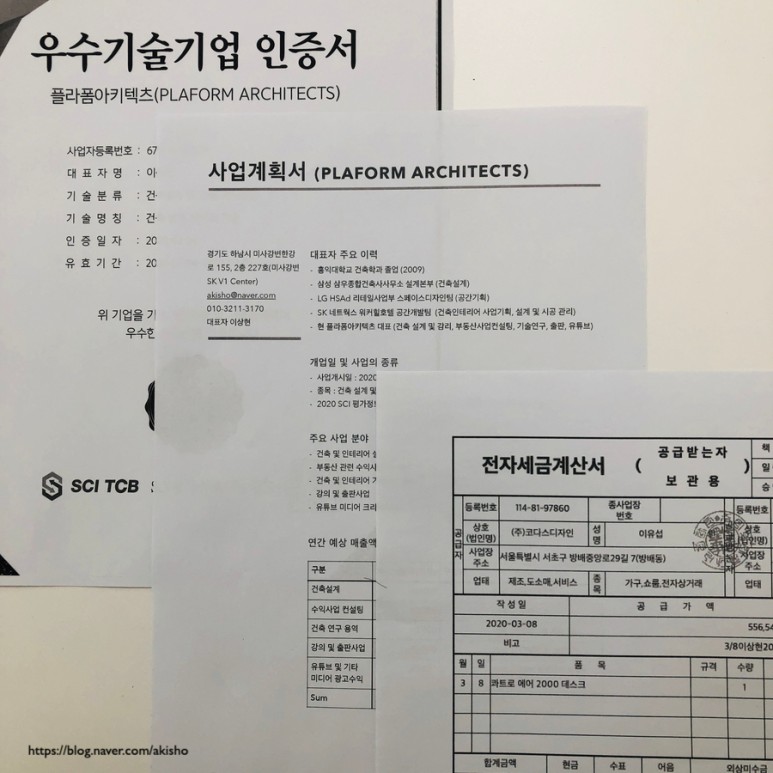 우수기술기업 인증서
플라폼아키텍츠(PLAFORM ARCHITECTS)
사업자등록번호 : 67
대 표 자 명 : 이
기 술 분 류 : 건
기 술 명 칭 : 건
인 증 일 자 : 20
유 효 기 간 : 20
위 기업을 기
우수한
SCI TCB
사업계획서 (PLAFORM ARCHITECTS)
경기도 하남시 미사강변한강
로 155, 2층 227호(미사강변
SK V1 Center)
akisho@naver.com
010-3211-3170
대표자 이상현
대표자 주요 이력
- 홍익대학교 건축학과 졸업 (2009)
- 삼성 삼우종합건축사사무소 설계본부 (건축설계)
- LG HSAd 리테일사업부 스페이스디자인팀 (공간기획)
- SK 네트웍스 워커힐호텔 공간개발팀 (건축인테리어 사업기획, 설계 및 시공 관리)
- 현 플라폼아키텍츠 대표 (건축 설계 및 감리, 부동산사업컨설팅, 기술연구, 출판, 유튜브)
개업일 및 사업의 종류
- 사업개시일 : 2020
- 종목 : 건축 설계 및
- 2020 SCI 평가정보
주요 사업 분야
- 건축 및 인테리어 설
- 부동산 관련 수익사
- 건축 및 인테리어 기
- 강의 및 출판사업
- 유튜브 미디어 크리
연간 예상 매출액
구분
건축설계
수익사업 컨설팅
건축 연구 용역
강의 및 출판사업
유튜브 및 기타
미디어 광고수익
Sum
전자세금계산서 ( 공급받는자 보관용 )
책
일
승
공급자
등록번호 114-81-97860 종사업장 번호 등록번호
상호 (법인명) (주)코다스디자인 성명 이유섭
사업장 주소 서울특별시 서초구 방배중앙로29길 7(방배동) 사업장 주소
업태 제조,도소매,서비스 종목 가구,쇼룸,전자상거래 업태
작성일 공 급 가 액
2020-03-08 556,54
비고 3/8이상현20
월 일 품 목 규격 수량
3 8 콰트로 에어 2000 데스크 1
합계금액 현금 수표 어음 외상미수금
https://blog.naver.com/akisho